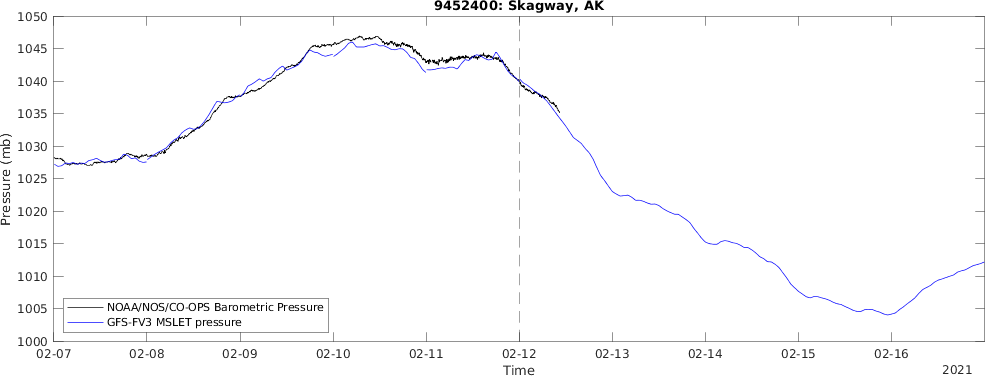 9452400: Skagway, AK
Pressure (mb)
1050
1045
1040
1035
1030
1025
1020
1015
1010
1005
1000
NOAA/NOS/CO-OPS Barometric Pressure
GFS-FV3 MSLET pressure
02-07 02-08 02-09 02-10 02-11 02-12 02-13 02-14 02-15 02-16
Time
2021